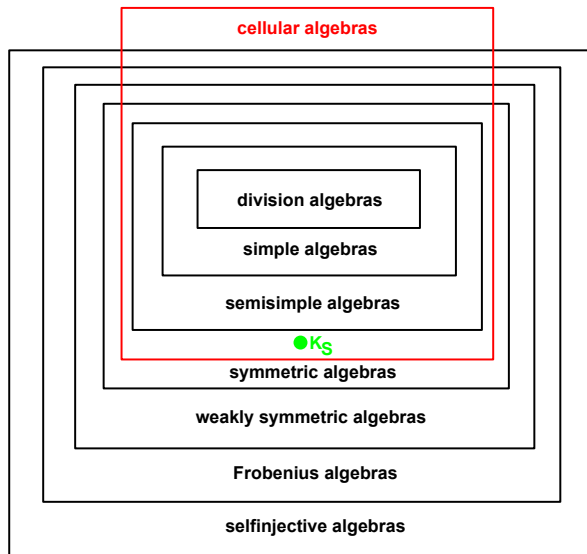 cellular algebras
division algebras
simple algebras
semisimple algebras
K_S
symmetric algebras
weakly symmetric algebras
Frobenius algebras
selfinjective algebras